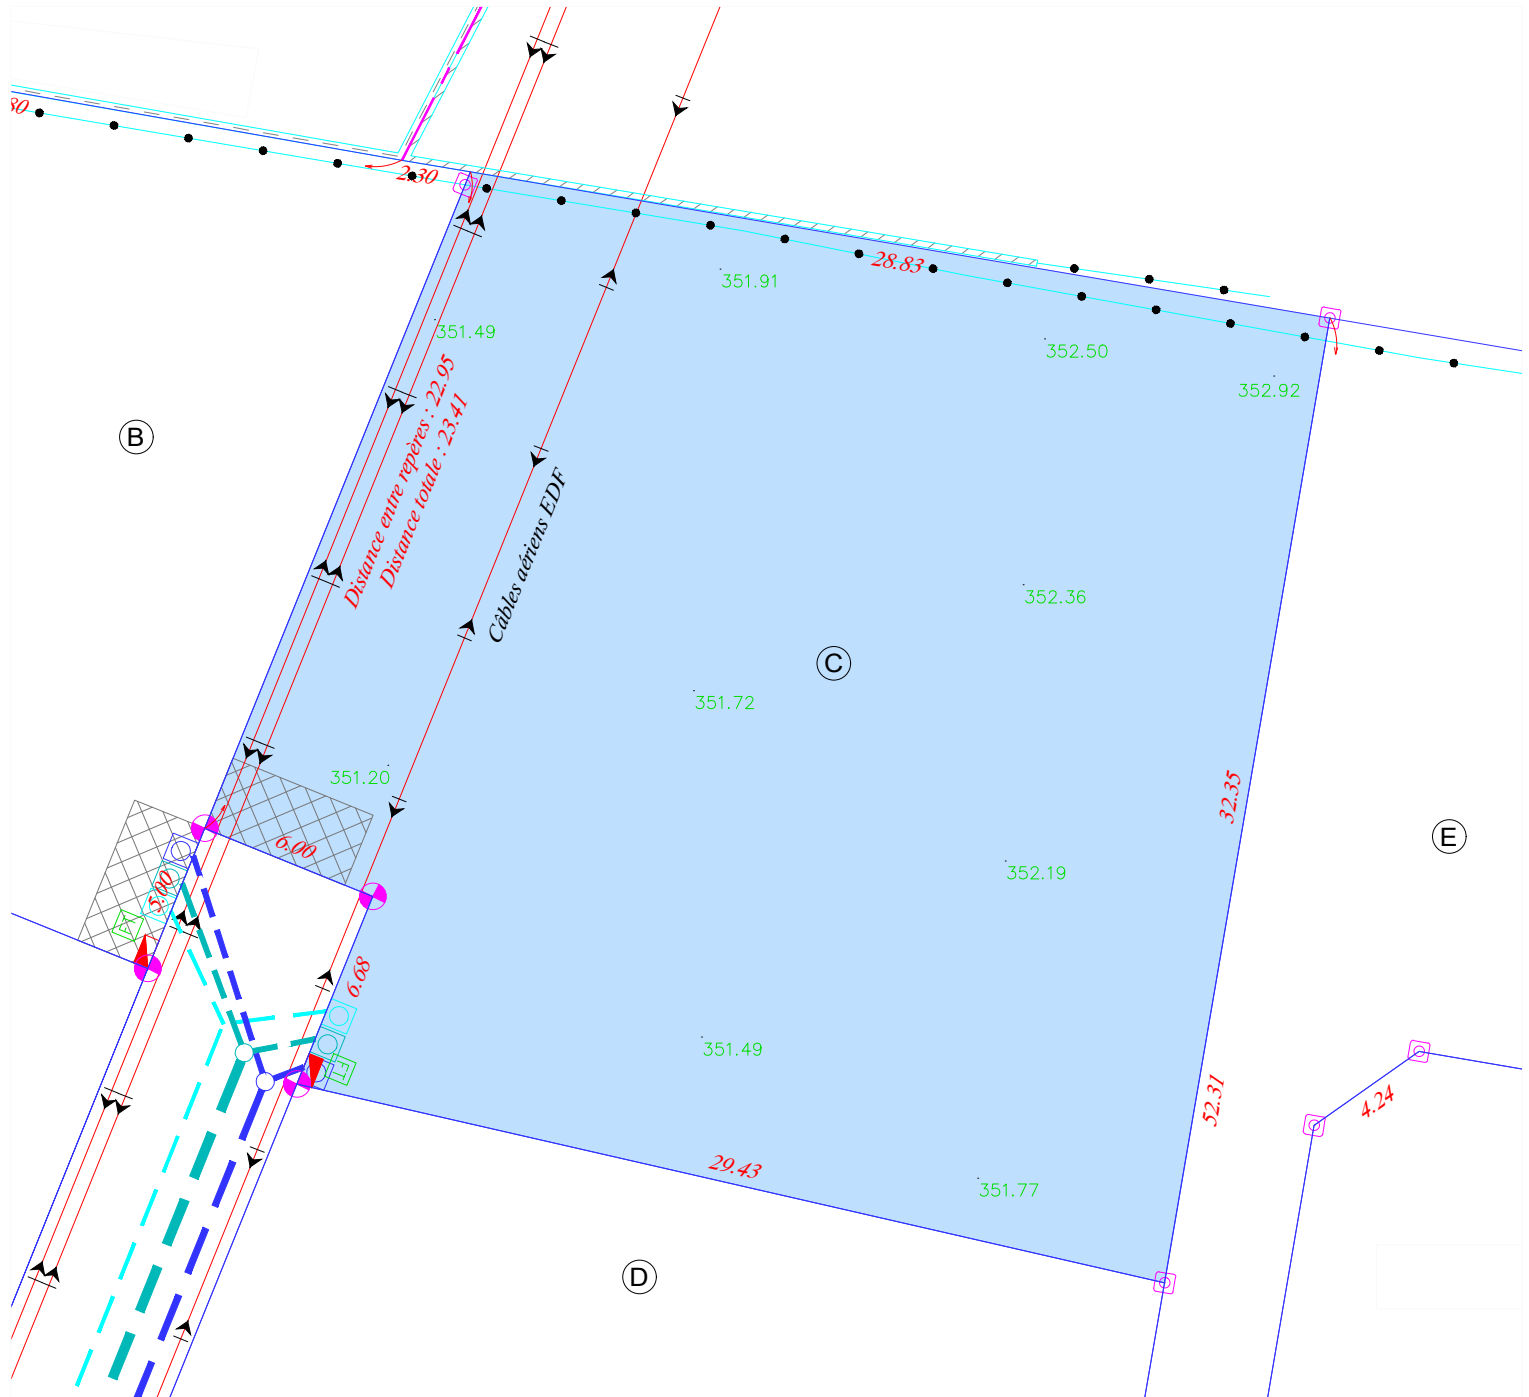 80
2.30
28.83
351.91
351.49
352.50
352.92
Distance entre repères : 22.95
Distance totale : 23.41
B
Câbles aériens EDF
352.36
C
351.72
351.20
32.35
6.00
E
5.00
352.19
6.68
351.49
52.31
4.24
29.43
351.77
D